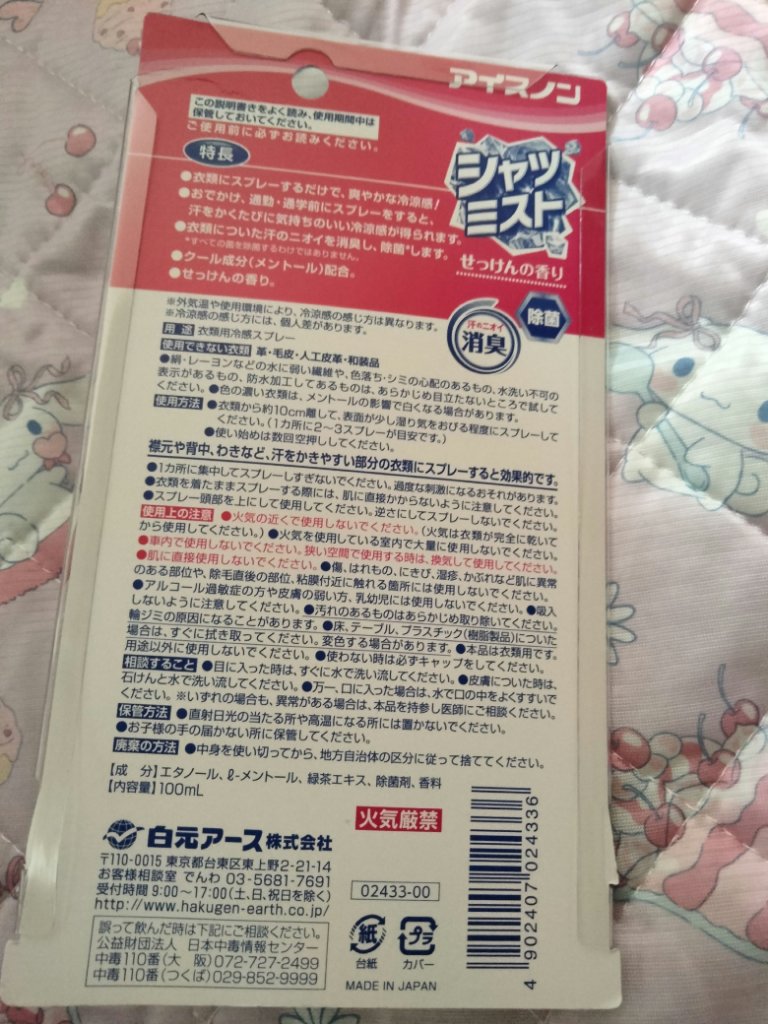 アイスノン
この説明書きをよく読み、使用期間中は
保管しておいてください。
ご使用前に必ずお読みください。
特長
シャツ
ミスト
せっけんの香り
●衣類にスプレーするだけで、爽やかな冷涼感!
●おでかけ、通勤・通学前にスプレーをすると、
汗をかくたびに気持ちのいい冷涼感が得られます。
●衣類についた汗のニオイを消臭し、除菌*します。
*すべての菌を除菌するわけではありません。
●クール成分(メントール)配合。
●せっけんの香り。
汗のニオイ
消臭
除菌
※外気温や使用環境により、冷涼感の感じ方は異なります。
※冷涼感の感じ方には、個人差があります。
用 途 衣類用冷感スプレー
使用できない衣類 革・毛皮・人工皮革・和装品
●絹・レーヨンなどの水に弱い繊維や、色落ち・シミの心配のあるもの、水洗い不可の
表示があるもの、防水加工してあるものは、あらかじめ目立たないところで試して
ください。●色の濃い衣類は、メントールの影響で白くなる場合があります。
使用方法 ●衣類から約10cm離して、表面が少し湿り気をおびる程度にスプレーして
ください。(1カ所に2〜3スプレーが目安です。)
●使い始めは数回空押ししてください。
襟元や背中、わきなど、汗をかきやすい部分の衣類にスプレーすると効果的です。
●1カ所に集中してスプレーしすぎないでください。過度な刺激になるおそれがあります。
●衣類を着たままスプレーする際には、肌に直接かからないように注意してください。
●スプレー頭部を上にして使用してください。逆さにしてスプレーしないでください。
使用上の注意 ●火気の近くで使用しないでください。(火気は衣類が完全に乾いて
から使用してください。)●火気を使用している室内で大量に使用しないでください。
●車内で使用しないでください。狭い空間で使用する時は、換気して使用してください。
●肌に直接使用しないでください。●傷、はれもの、にきび、湿疹、かぶれなど肌に異常
のある部位や、除毛直後の部位、粘膜付近に触れる箇所には使用しないでください。
●アルコール過敏症の方や皮膚の弱い方、乳幼児には使用しないでください。●吸入
しないように注意してください。●汚れのあるものはあらかじめ取り除いてください。
輪ジミの原因になることがあります。●床、テーブル、プラスチック(樹脂製品)についた
場合は、すぐに拭き取ってください。変色する場合があります。●本品は衣類用です。
用途以外に使用しないでください。●使わない時は必ずキャップをしてください。
相談すること ●目に入った時は、すぐに水で洗い流してください。●皮膚についた時は、
石けんと水で洗い流してください。●万一、口に入った場合は、水で口の中をよくすすいで
ください。※いずれの場合も、異常がある場合は、本品を持参し医師にご相談ください。
保管方法 ●直射日光の当たる所や高温になる所には置かないでください。
●お子様の手の届かない所に保管してください。
廃棄の方法 ●中身を使い切ってから、地方自治体の区分に従って捨ててください。
【成 分】エタノール、ℓ-メントール、緑茶エキス、除菌剤、香料
【内容量】100mL
火気厳禁
白元アース株式会社
〒110-0015 東京都台東区東上野2-21-14
お客様相談室 でんわ 03-5681-7691
受付時間 9:00〜17:00(土、日、祝日を除く)
http://www.hakugen-earth.co.jp/
誤って飲んだ時は下記にご相談ください。
公益財団法人 日本中毒情報センター
中毒110番(大 阪)072-727-2499
中毒110番(つくば)029-852-9999
02433-00
紙
台紙
プラ
カバー
MADE IN JAPAN
4 902407 024336